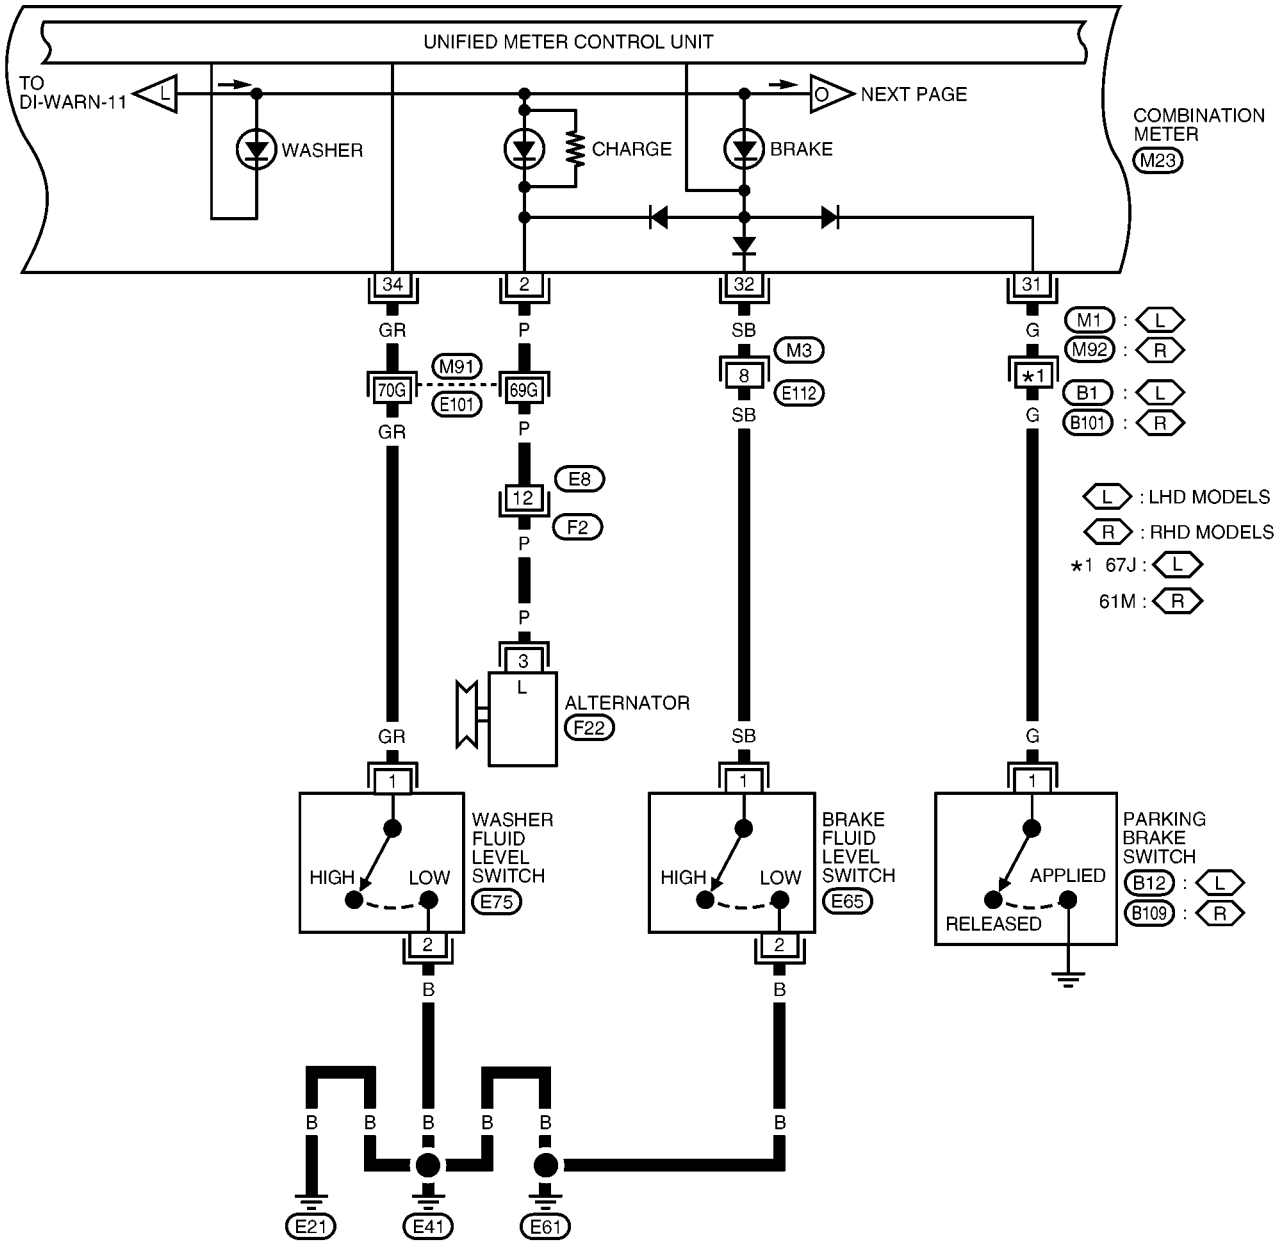 UNIFIED METER CONTROL UNIT
TO
DI-WARN-11
L
O
NEXT PAGE
WASHER
CHARGE
BRAKE
COMBINATION
METER
M23
34
2
32
31
GR
P
SB
G
M1 : L
M92 : R
M3
M91
70G
69G
E101
8
*1
E112
B1 : L
B101 : R
GR
P
SB
G
E8
12
F2
P
L : LHD MODELS
R : RHD MODELS
*1 67J : L
61M : R
P
3
L
ALTERNATOR
F22
GR
SB
G
1
1
1
WASHER
FLUID
LEVEL
SWITCH
E75
HIGH
LOW
BRAKE
FLUID
LEVEL
SWITCH
E65
HIGH
LOW
PARKING
BRAKE
SWITCH
B12 : L
B109 : R
APPLIED
RELEASED
2
2
B
B
B
B
B
B
B
B
E21
E41
E61